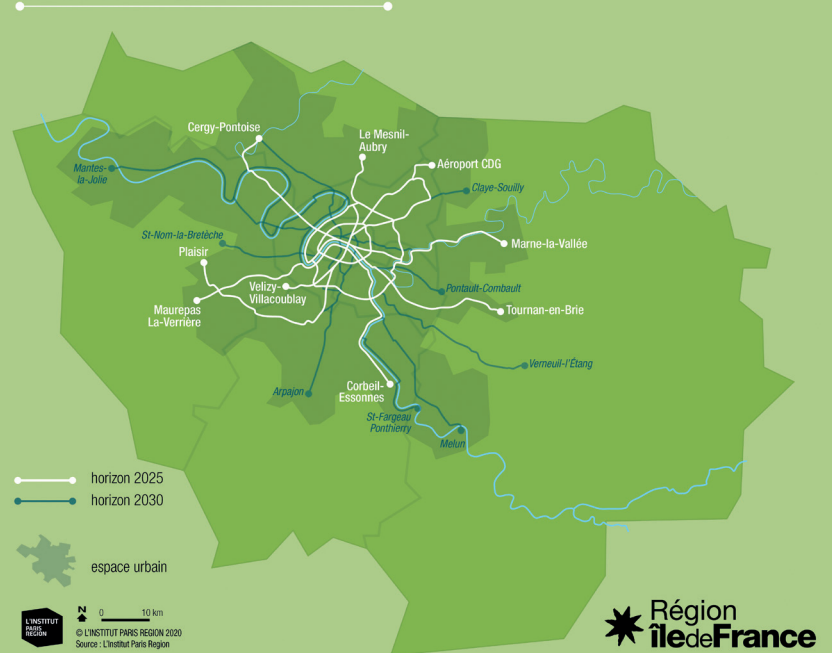 Cergy-Pontoise
Le Mesnil-
Aubry
Aéroport CDG
Mantes-
la-Jolie
Claye-Souilly
St-Nom-la-Bretèche
Plaisir
Marne-la-Vallée
Velizy-
Villacoublay
Pontault-Combault
Maurepas
La-Verrière
Tournan-en-Brie
Verneuil-l'Étang
Arpajon
Corbeil-
Essonnes
St-Fargeau
Ponthierry
Melun
horizon 2025
horizon 2030
espace urbain
L'INSTITUT
PARIS
REGION
N
0 10 km
© L'INSTITUT PARIS REGION 2020
Source : L'Institut Paris Region
Région
îledeFrance